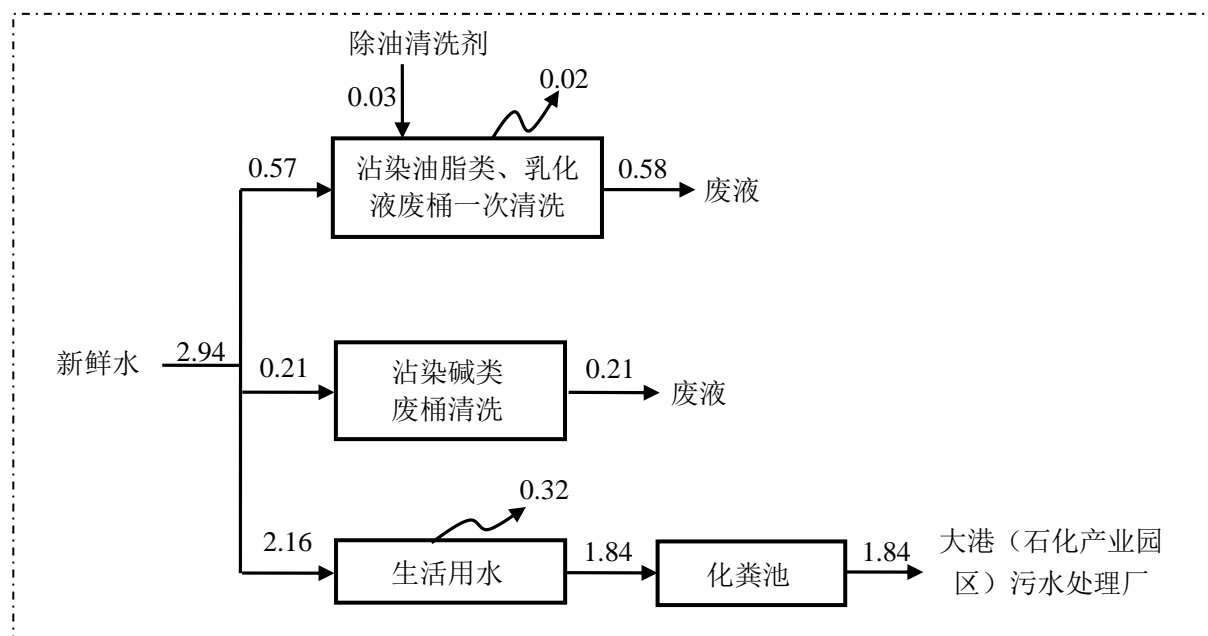 除油清洗剂
0.03
0.02
0.57
沾染油脂类、乳化
液废桶一次清洗
0.58
废液
新鲜水
2.94
0.21
沾染碱类
废桶清洗
0.21
废液
0.32
2.16
生活用水
1.84
化粪池
1.84
大港（石化产业园
区）污水处理厂